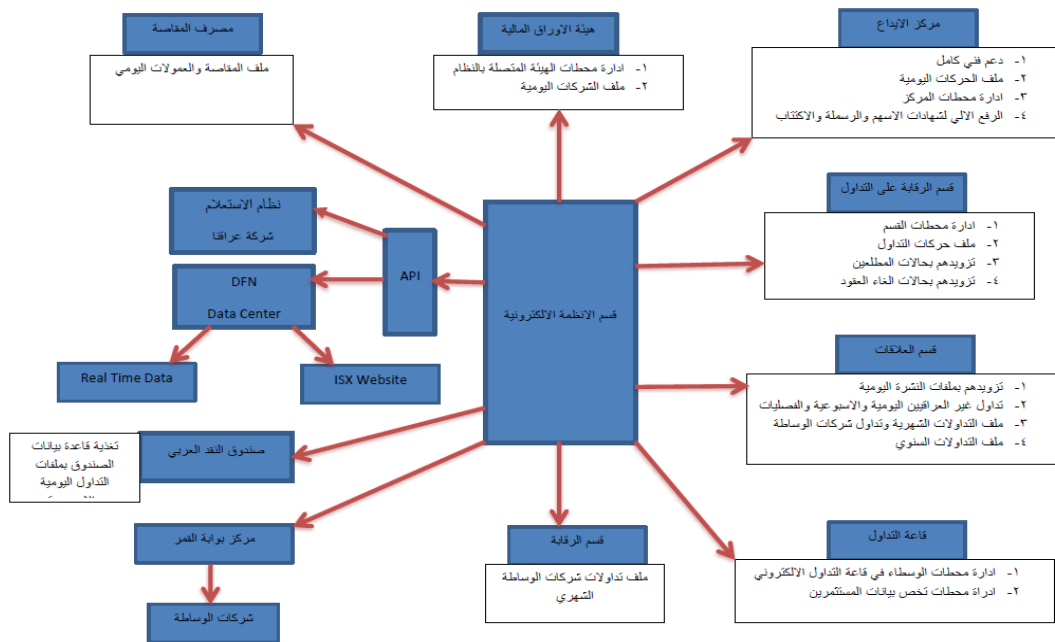 مصرف المقاصة
ملف المقاصة والعمولات اليومي
هيئة الاوراق المالية
١- ادارة محطات الهيئة المتصلة بالنظام
٢- ملف الشركات اليومية
مركز الايداع
١- دعم فني كامل
٢- ملف الحركات اليومية
٣- ادارة محطات المركز
٤- الرفع الالي لشهادات الاسهم والرسملة والاكتتاب
قسم الرقابة على التداول
١- ادارة محطات القسم
٢- ملف حركات التداول
٣- تزويدهم بحالات المطلعين
٤- تزويدهم بحالات الغاء العقود
نظام الاستعلام
شركة عراقنا
API
DFN
Data Center
Real Time Data
ISX Website
قسم الانظمة الالكترونية
قسم العلاقات
١- تزويدهم بملفات النشرة اليومية
٢- تداول غير العراقيين اليومية والاسبوعية والفصليات
٣- ملف التداولات الشهرية وتداول شركات الوساطة
٤- ملف التداولات السنوي
صندوق النقد العربي
تغذية قاعدة بيانات
الصندوق بملفات
التداول اليومية
مركز بوابة القمر
شركات الوساطة
قسم الرقابة
ملف تداولات شركات الوساطة
الشهري
قاعة التداول
١- ادارة محطات الوسطاء في قاعة التداول الالكتروني
٢- ادراة محطات تخص بيانات المستثمرين